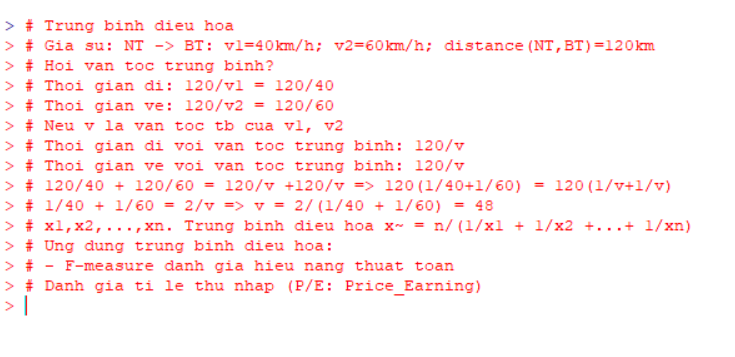 > # Trung binh dieu hoa
> # Gia su: NT -> BT: v1=40km/h; v2=60km/h; distance(NT,BT)=120km
> # Hoi van toc trung binh?
> # Thoi gian di: 120/v1 = 120/40
> # Thoi gian ve: 120/v2 = 120/60
> # Neu v la van toc tb cua v1, v2
> # Thoi gian di voi van toc trung binh: 120/v
> # Thoi gian ve voi van toc trung binh: 120/v
> # 120/40 + 120/60 = 120/v +120/v => 120(1/40+1/60) = 120(1/v+1/v)
> # 1/40 + 1/60 = 2/v => v = 2/(1/40 + 1/60) = 48
> # x1,x2,...,xn. Trung binh dieu hoa x~ = n/(1/x1 + 1/x2 +...+ 1/xn)
> # Ung dung trung binh dieu hoa:
> # - F-measure danh gia hieu nang thuat toan
> # Danh gia ti le thu nhap (P/E: Price_Earning)
>